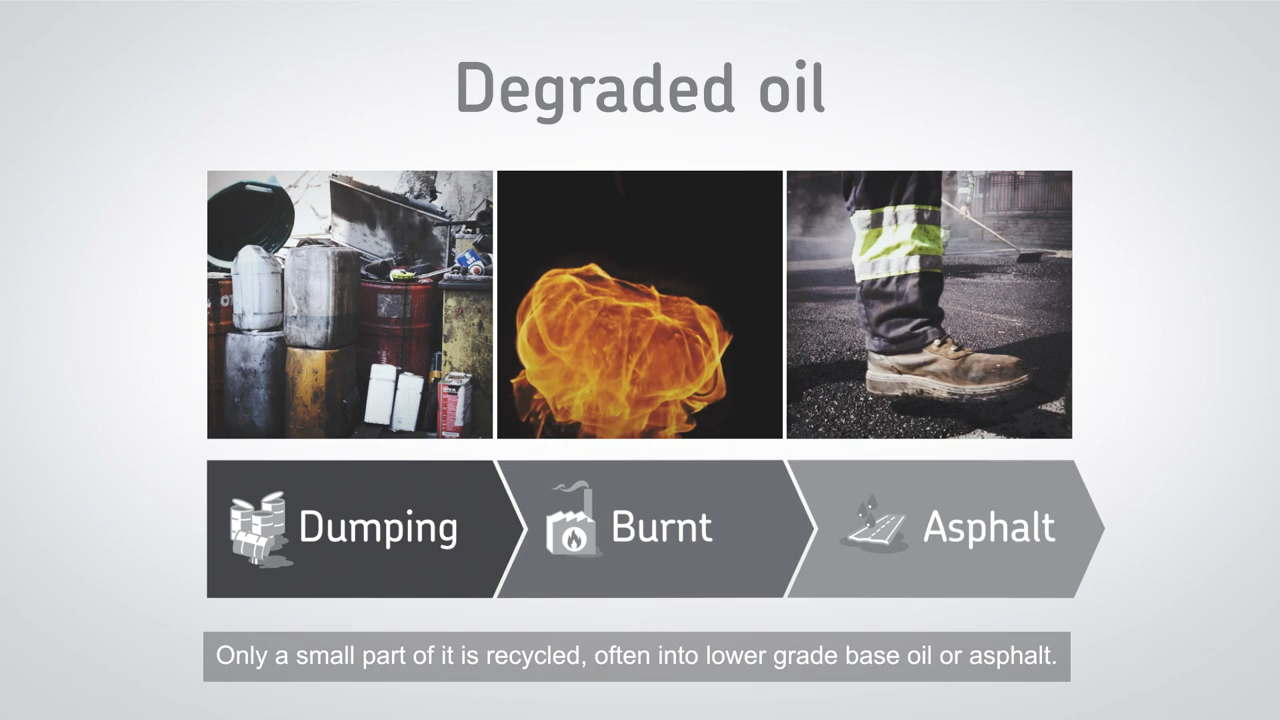 Degraded oil
Dumping
Burnt
Asphalt
Only a small part of it is recycled, often into lower grade base oil or asphalt.